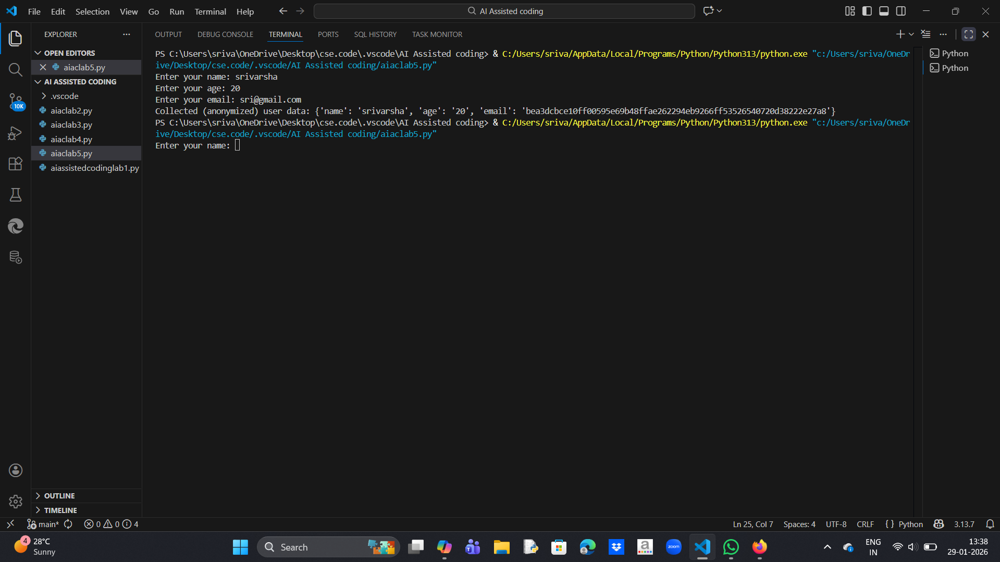 File Edit Selection View Go Run Terminal Help
AI Assisted coding
EXPLORER
OPEN EDITORS
aiaclab5.py
AI ASSISTED CODING
.vscode
aiaclab2.py
aiaclab3.py
aiaclab4.py
aiaclab5.py
aiassistedcodinglab1.py
10K
OUTLINE
TIMELINE
OUTPUT DEBUG CONSOLE TERMINAL PORTS SQL HISTORY TASK MONITOR
PS C:\Users\sriva\OneDrive\Desktop\cse.code\.vscode\AI Assisted coding> & C:/Users/sriva/AppData/Local/Programs/Python/Python313/python.exe "c:/Users/sriva/OneDr
ive/Desktop/cse.code/.vscode/AI Assisted coding/aiaclab5.py"
Enter your name: srivarsha
Enter your age: 20
Enter your email: sri@gmail.com
Collected (anonymized) user data: {'name': 'srivarsha', 'age': '20', 'email': 'bea3dcbce10ff00595e69b48ffae262294eb9266ff53526540720d38222e27a8'}
PS C:\Users\sriva\OneDrive\Desktop\cse.code\.vscode\AI Assisted coding> & C:/Users/sriva/AppData/Local/Programs/Python/Python313/python.exe "c:/Users/sriva/OneDr
ive/Desktop/cse.code/.vscode/AI Assisted coding/aiaclab5.py"
Enter your name:
Python
Python
main* 0 0 4
Ln 25, Col 7 Spaces: 4 UTF-8 CRLF { } Python 3.13.7
4
28°C
Sunny
Search
a
zoom
ENG
IN
13:38
29-01-2026